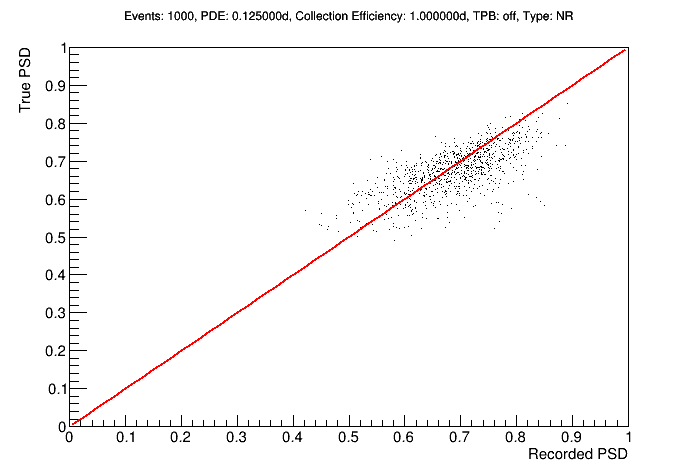 Events: 1000, PDE: 0.125000d, Collection Efficiency: 1.000000d, TPB: off, Type: NR
True PSD
1
0.9
0.8
0.7
0.6
0.5
0.4
0.3
0.2
0.1
0
0 0.1 0.2 0.3 0.4 0.5 0.6 0.7 0.8 0.9 1
Recorded PSD